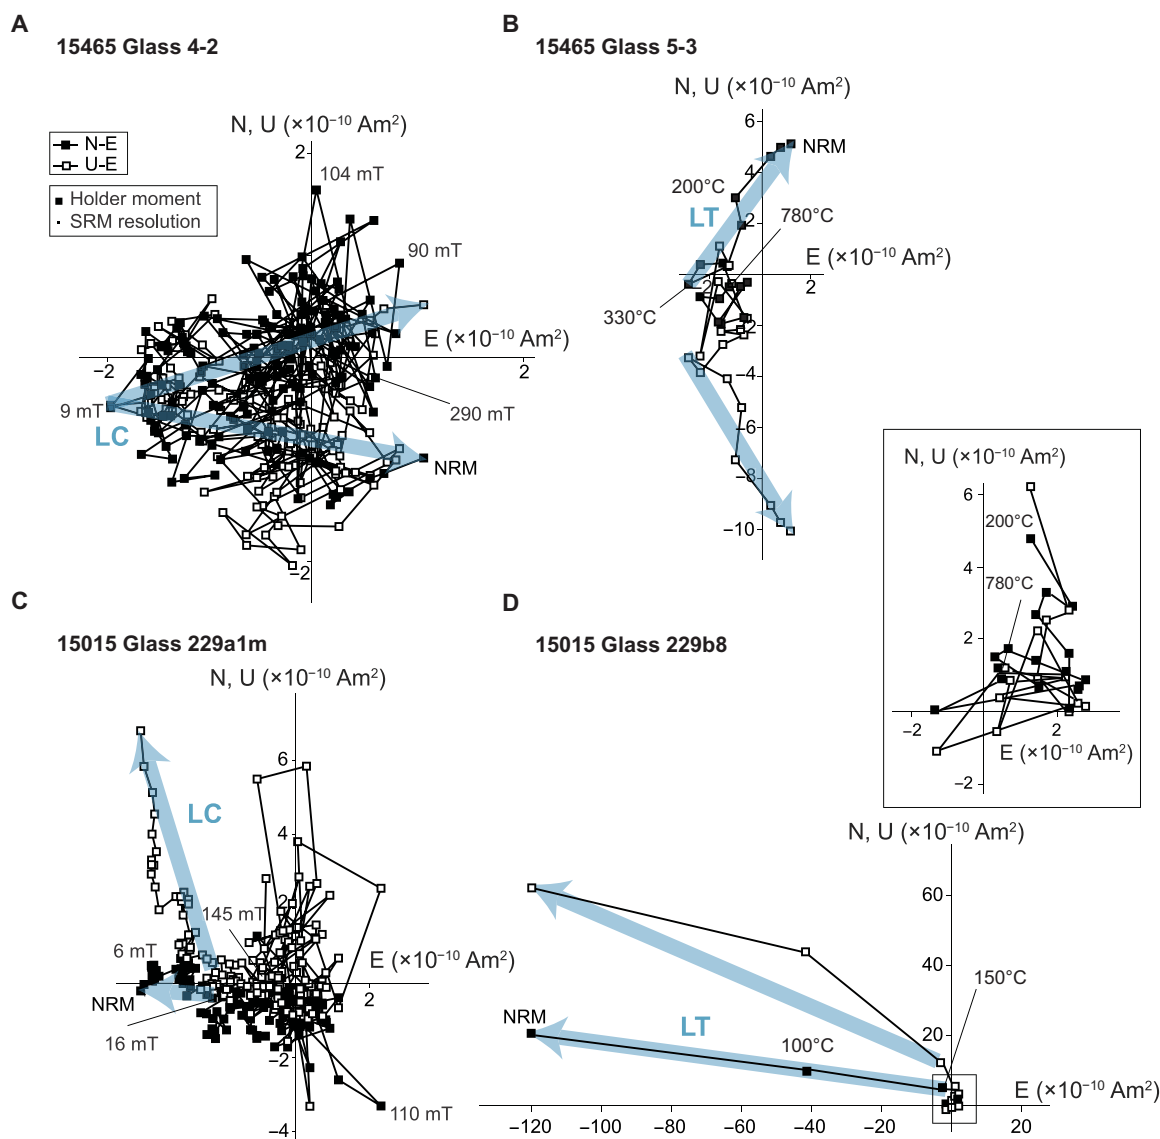 A
15465 Glass 4-2
N, U (×10⁻¹⁰ Am²)
N-E
U-E
Holder moment
SRM resolution
2
104 mT
90 mT
E (×10⁻¹⁰ Am²)
−2
2
9 mT
LC
290 mT
NRM
−2
B
15465 Glass 5-3
N, U (×10⁻¹⁰ Am²)
6
NRM
4
200°C
LT
2
780°C
E (×10⁻¹⁰ Am²)
−2
2
330°C
−2
−4
−6
−8
−10
N, U (×10⁻¹⁰ Am²)
6
200°C
4
780°C
2
−2
2
E (×10⁻¹⁰ Am²)
−2
C
15015 Glass 229a1m
N, U (×10⁻¹⁰ Am²)
6
LC
4
2
145 mT
6 mT
E (×10⁻¹⁰ Am²)
NRM
2
16 mT
−2
110 mT
−4
D
15015 Glass 229b8
N, U (×10⁻¹⁰ Am²)
60
40
150°C
NRM
LT
20
100°C
E (×10⁻¹⁰ Am²)
−120
−100
−80
−60
−40
−20
0
20